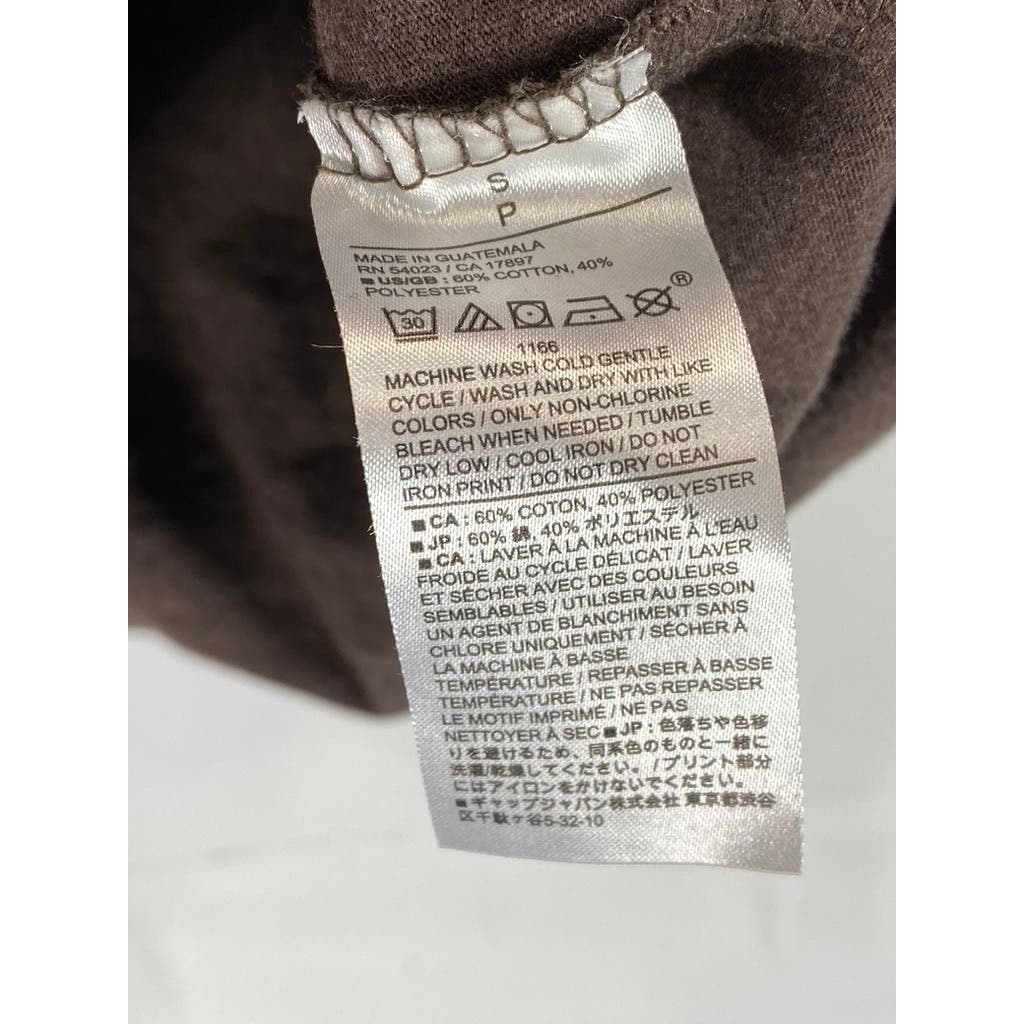 S
P
MADE IN GUATEMALA
RN 54023 / CA 17897
■ US/GB : 60% COTTON, 40%
POLYESTER
30
®
1166
MACHINE WASH COLD GENTLE
CYCLE / WASH AND DRY WITH LIKE
COLORS / ONLY NON-CHLORINE
BLEACH WHEN NEEDED / TUMBLE
DRY LOW / COOL IRON / DO NOT
IRON PRINT / DO NOT DRY CLEAN
■ CA : 60% COTON, 40% POLYESTER
■ JP : 60% 綿, 40% ポリエステル
■ CA : LAVER À LA MACHINE À L'EAU
FROIDE AU CYCLE DÉLICAT / LAVER
ET SÉCHER AVEC DES COULEURS
SEMBLABLES / UTILISER AU BESOIN
UN AGENT DE BLANCHIMENT SANS
CHLORE UNIQUEMENT / SÉCHER À
LA MACHINE À BASSE
TEMPÉRATURE / REPASSER À BASSE
TEMPÉRATURE / NE PAS REPASSER
LE MOTIF IMPRIMÉ / NE PAS
NETTOYER À SEC ■ JP : 色落ちや色移
りを避けるため、同系色のものと一緒に
洗濯/乾燥してください。 / プリント部分
にはアイロンをかけないでください。
■ ギャップジャパン株式会社 東京都渋谷
区千駄ヶ谷5-32-10